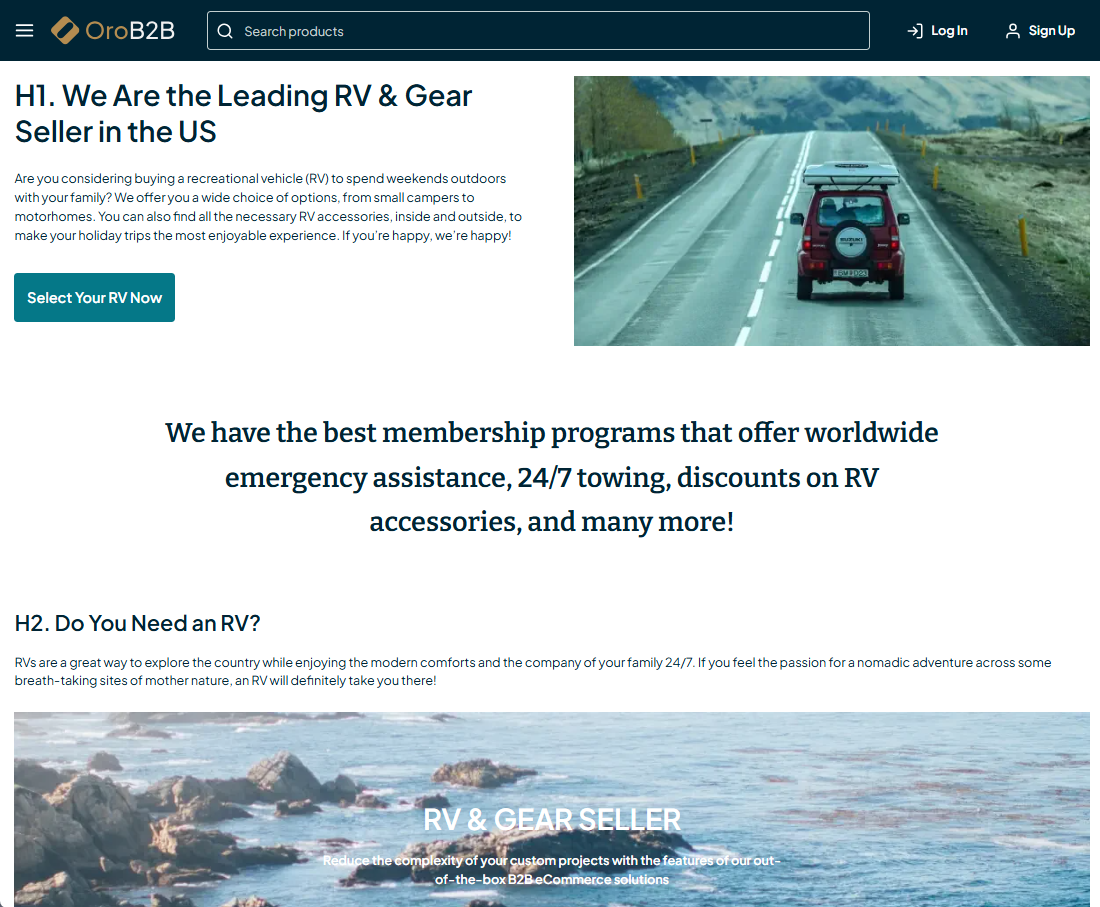 OroB2B
Search products
Log In
Sign Up
H1. We Are the Leading RV & Gear
Seller in the US
Are you considering buying a recreational vehicle (RV) to spend weekends outdoors
with your family? We offer you a wide choice of options, from small campers to
motorhomes. You can also find all the necessary RV accessories, inside and outside, to
make your holiday trips the most enjoyable experience. If you’re happy, we’re happy!
Select Your RV Now
SUZUKI
We have the best membership programs that offer worldwide
emergency assistance, 24/7 towing, discounts on RV
accessories, and many more!
H2. Do You Need an RV?
RVs are a great way to explore the country while enjoying the modern comforts and the company of your family 24/7. If you feel the passion for a nomadic adventure across some
breath-taking sites of mother nature, an RV will definitely take you there!
RV & GEAR SELLER
Reduce the complexity of your custom projects with the features of our out-
of-the-box B2B eCommerce solutions